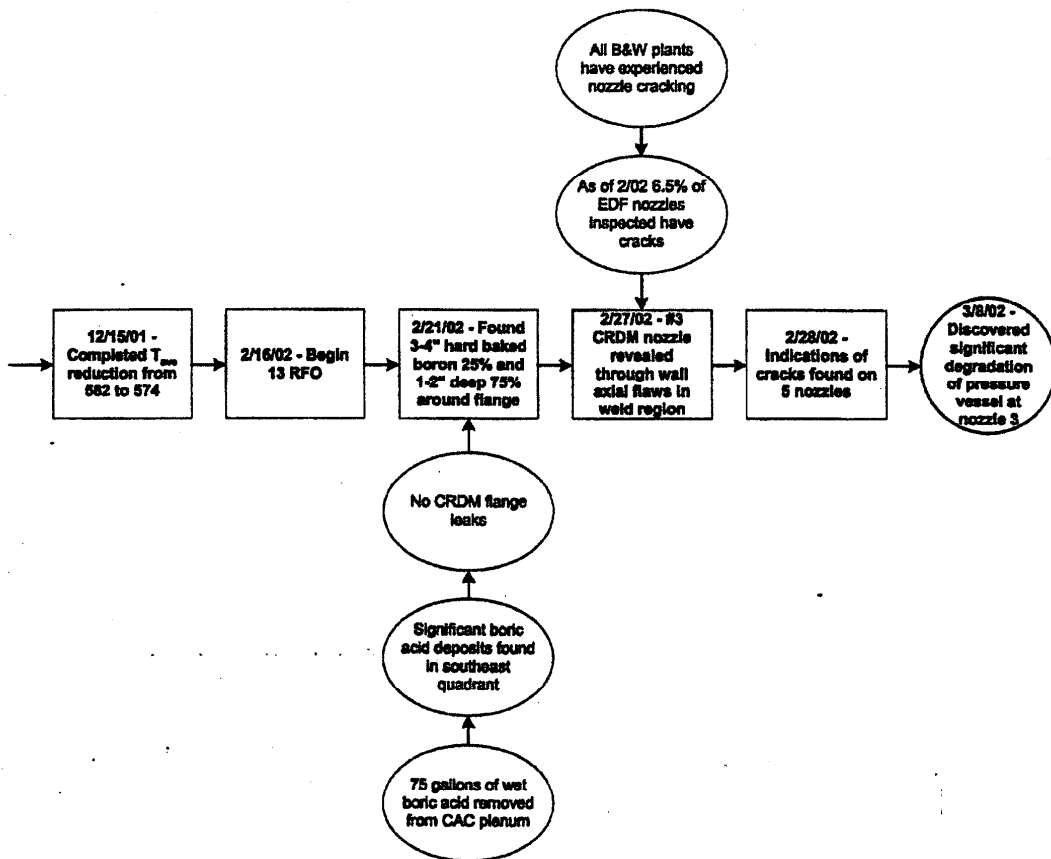 All B&W plants
have experienced
nozzle cracking
As of 2/02 6.5% of
EDF nozzles
inspected have
cracks
12/15/01 -
Completed Tave
reduction from
582 to 574
2/16/02 - Begin
13 RFO
2/21/02 - Found
3-4" hard baked
boron 25% and
1-2" deep 75%
around flange
2/27/02 - #3
CRDM nozzle
revealed
through wall
axial flaws in
weld region
2/28/02 -
Indications of
cracks found on
5 nozzles
3/8/02 -
Discovered
significant
degradation
of pressure
vessel at
nozzle 3
No CRDM flange
leaks
Significant boric
acid deposits found
in southeast
quadrant
75 gallons of wet
boric acid removed
from CAC plenum